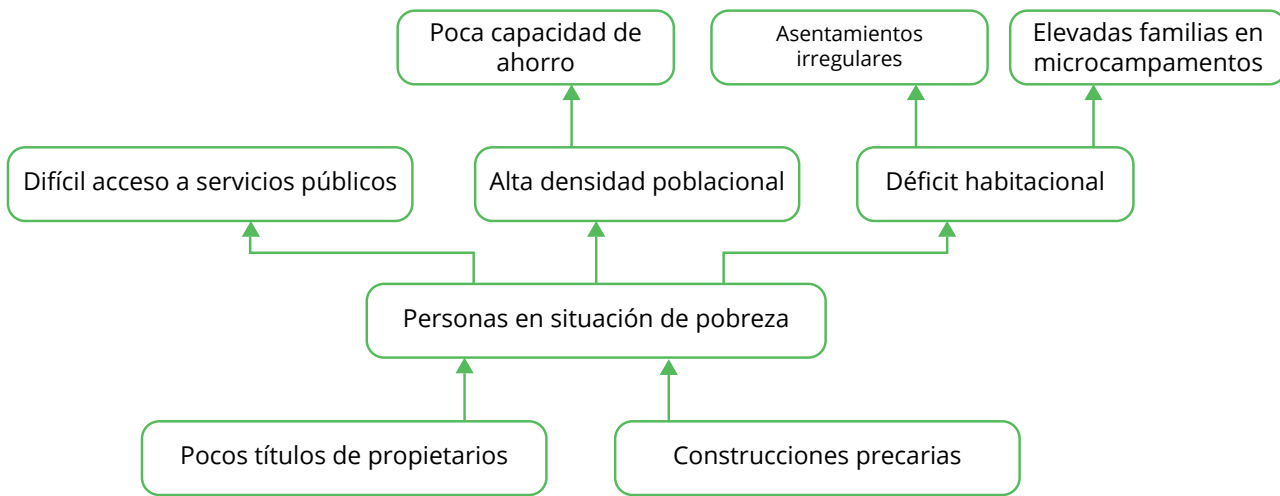 Poca capacidad de
ahorro
Asentamientos
irregulares
Elevadas familias en
microcampamentos
Difícil acceso a servicios públicos
Alta densidad poblacional
Déficit habitacional
Personas en situación de pobreza
Pocos títulos de propietarios
Construcciones precarias